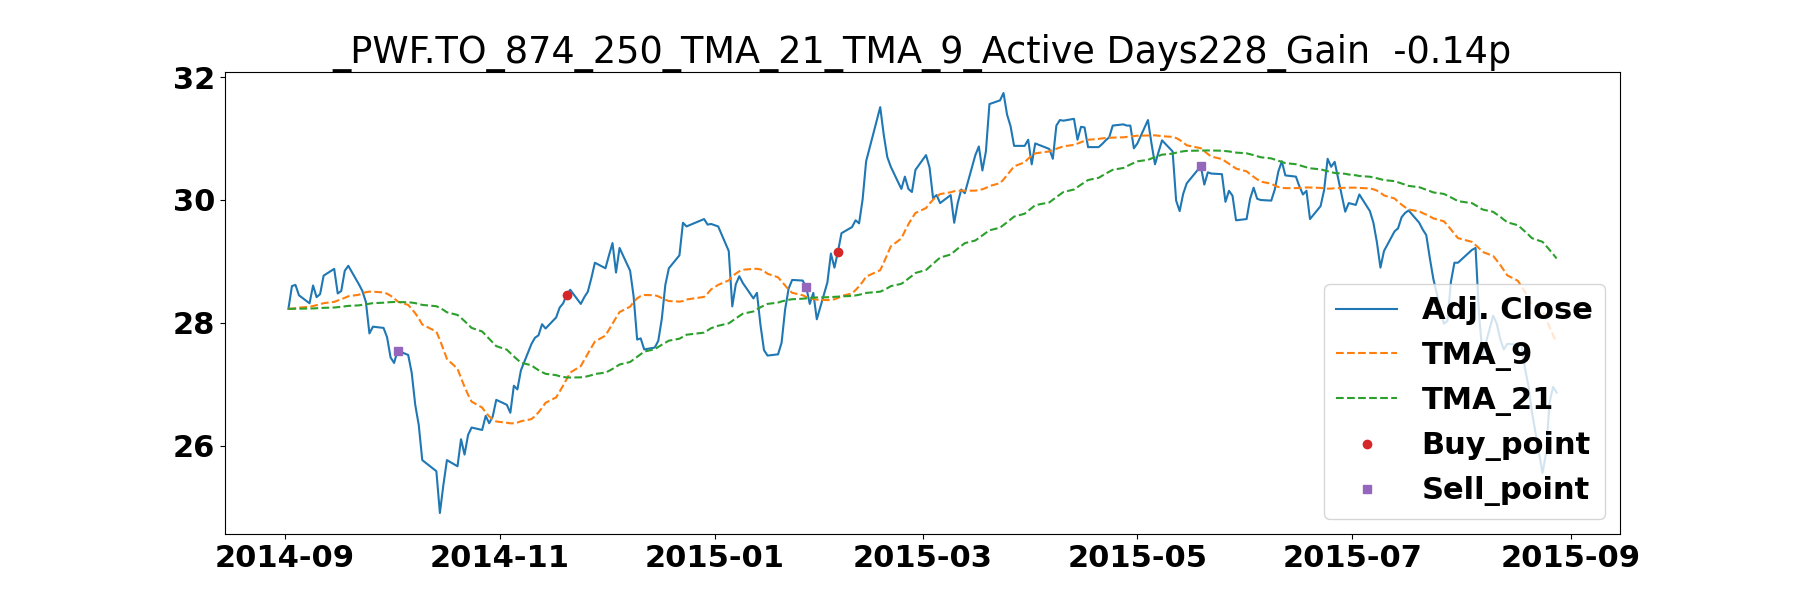 _PWF.TO_874_250_TMA_21_TMA_9_Active Days228_Gain  -0.14p
32
30
28
26
2014-09 2014-11 2015-01 2015-03 2015-05 2015-07 2015-09
Adj. Close
TMA_9
TMA_21
Buy_point
Sell_point